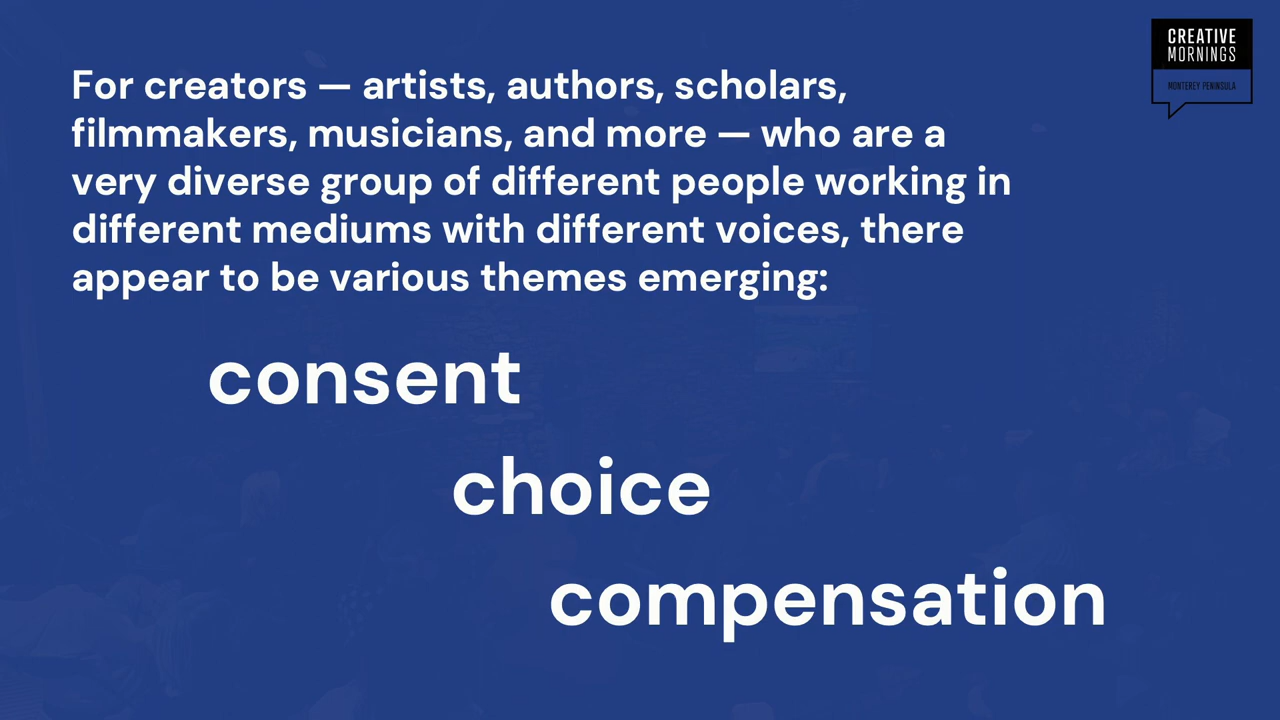 CREATIVE
MORNINGS
MONTEREY PENINSULA
For creators — artists, authors, scholars,
filmmakers, musicians, and more — who are a
very diverse group of different people working in
different mediums with different voices, there
appear to be various themes emerging:
consent
choice
compensation